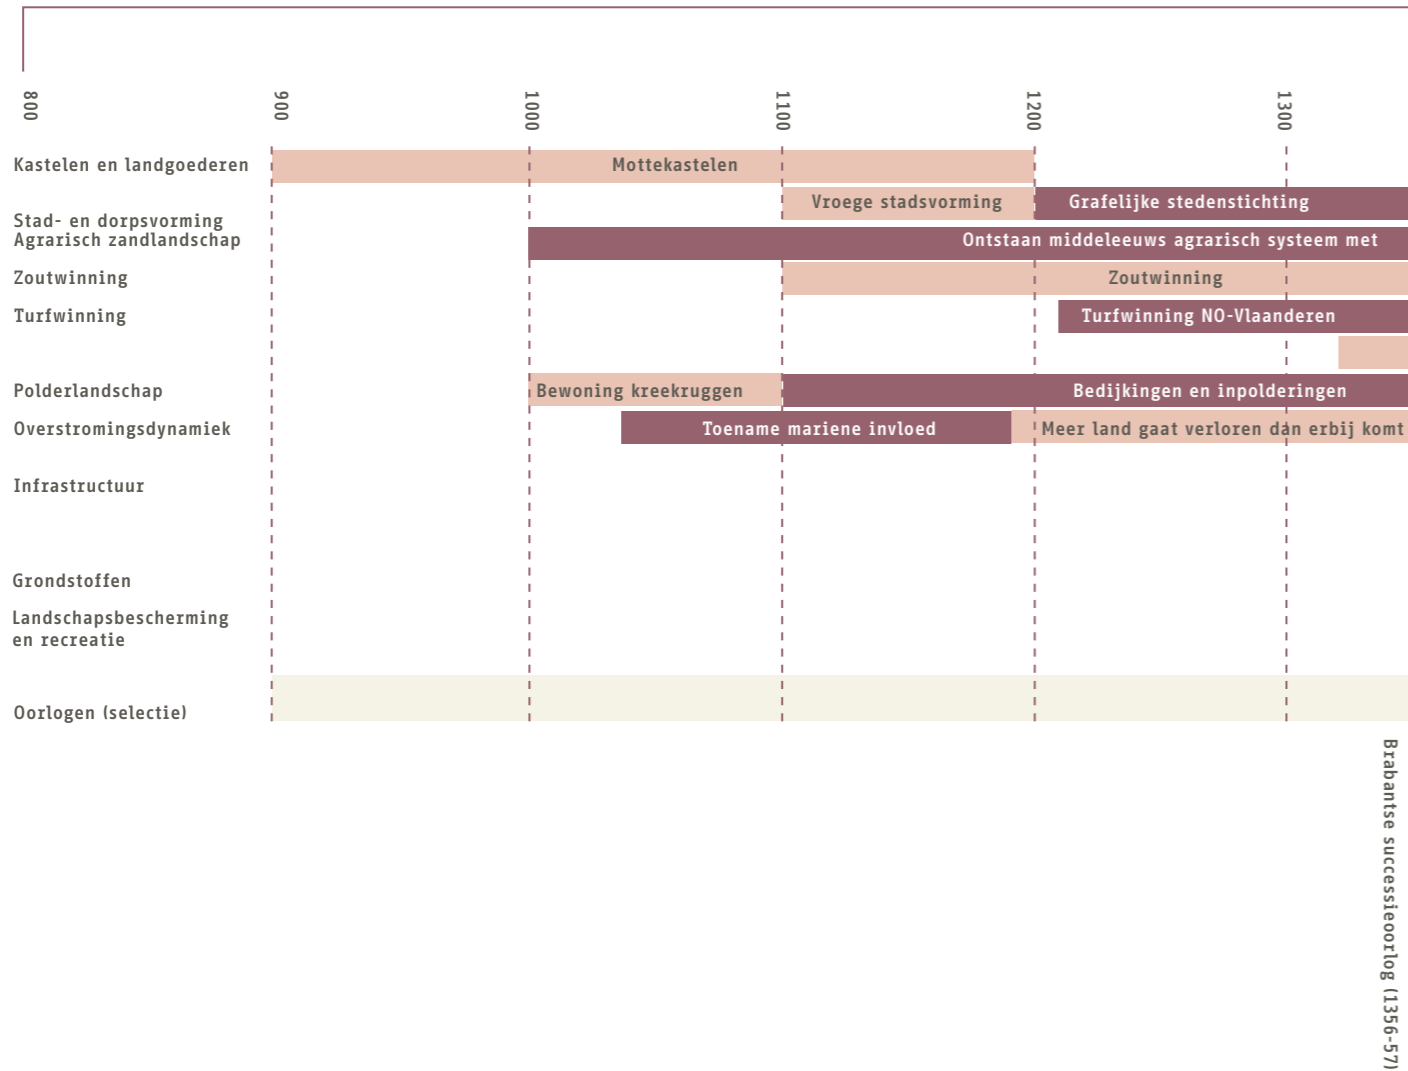 800
900
1000
1100
1200
1300
Kastelen en landgoederen
Mottekastelen
Vroege stadsvorming
Grafelijke stedenstichting
Stad- en dorpsvorming
Agrarisch zandlandschap
Ontstaan middeleeuws agrarisch systeem met
Zoutwinning
Zoutwinning
Turfwinning
Turfwinning NO-Vlaanderen
Polderlandschap
Bewoning kreekruggen
Bedijkingen en inpolderingen
Overstromingsdynamiek
Toename mariene invloed
Meer land gaat verloren dan erbij komt
Infrastructuur
Grondstoffen
Landschapsbescherming
en recreatie
Oorlogen (selectie)
Brabantse successieoorlog (1356-57)